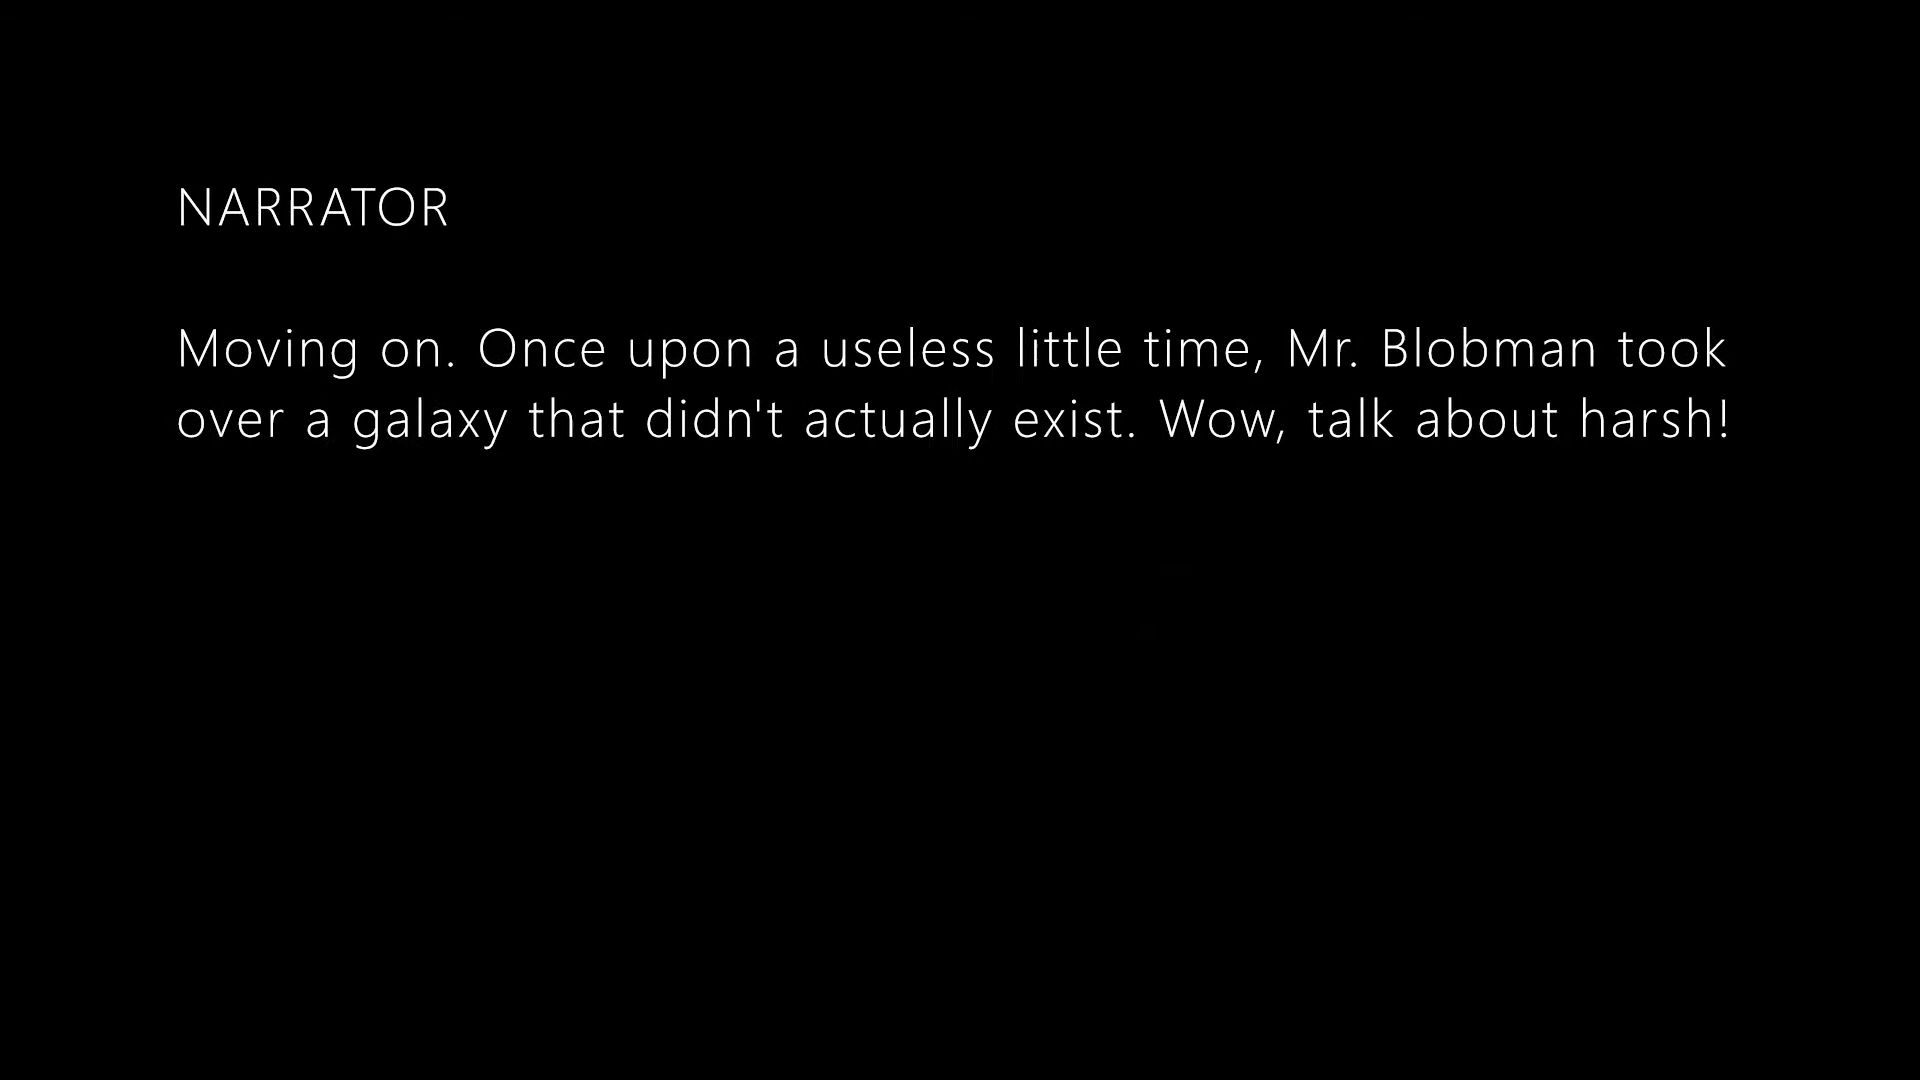 NARRATOR
Moving on. Once upon a useless little time, Mr. Blobman took
over a galaxy that didn't actually exist. Wow, talk about harsh!